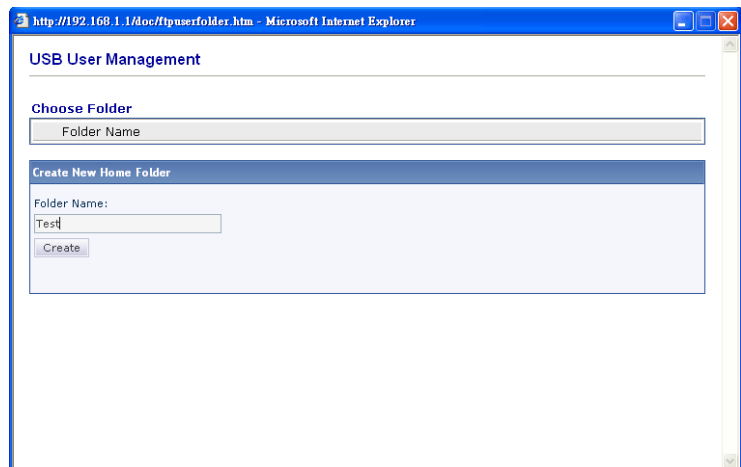 http://192.168.1.1/doc/ftpuserfolder.htm - Microsoft Internet Explorer
USB User Management
Choose Folder
Folder Name
Create New Home Folder
Folder Name:
Test
Create